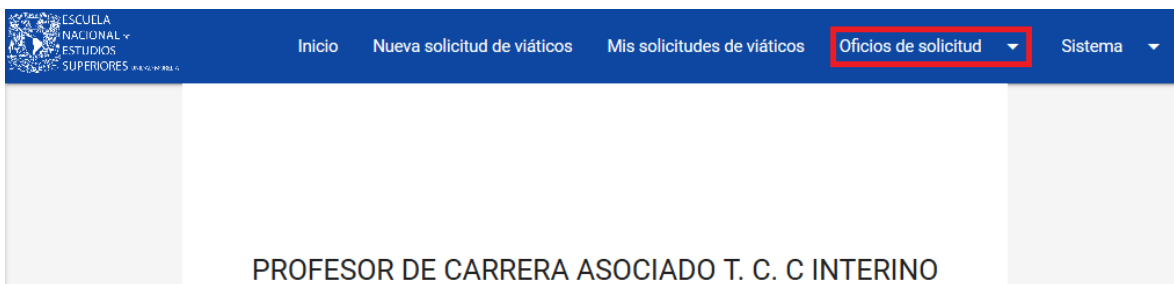 ESCUELA
NACIONAL
ESTUDIOS
SUPERIORES
Inicio Nueva solicitud de viáticos Mis solicitudes de viáticos Oficios de solicitud Sistema
PROFESOR DE CARRERA ASOCIADO T. C. C INTERINO